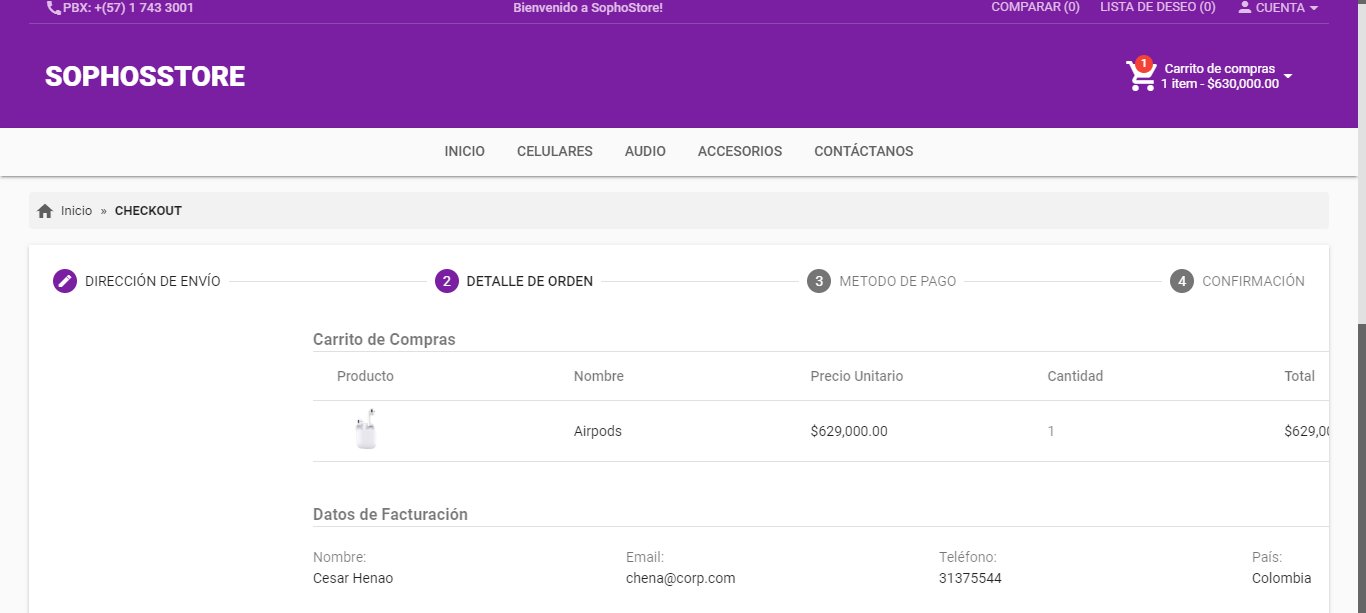 PBX: +(57) 1 743 3001
Bienvenido a SophoStore!
COMPARAR (0)
LISTA DE DESEO (0)
CUENTA
SOPHOSSTORE
1
Carrito de compras
1 item - $630,000.00
INICIO
CELULARES
AUDIO
ACCESORIOS
CONTÁCTANOS
Inicio » CHECKOUT
DIRECCIÓN DE ENVÍO
2 DETALLE DE ORDEN
3 METODO DE PAGO
4 CONFIRMACIÓN
Carrito de Compras
Producto Nombre Precio Unitario Cantidad Total
Airpods $629,000.00 1
Datos de Facturación
Nombre: Email: Teléfono: País:
Cesar Henao chena@corp.com 31375544 Colombia